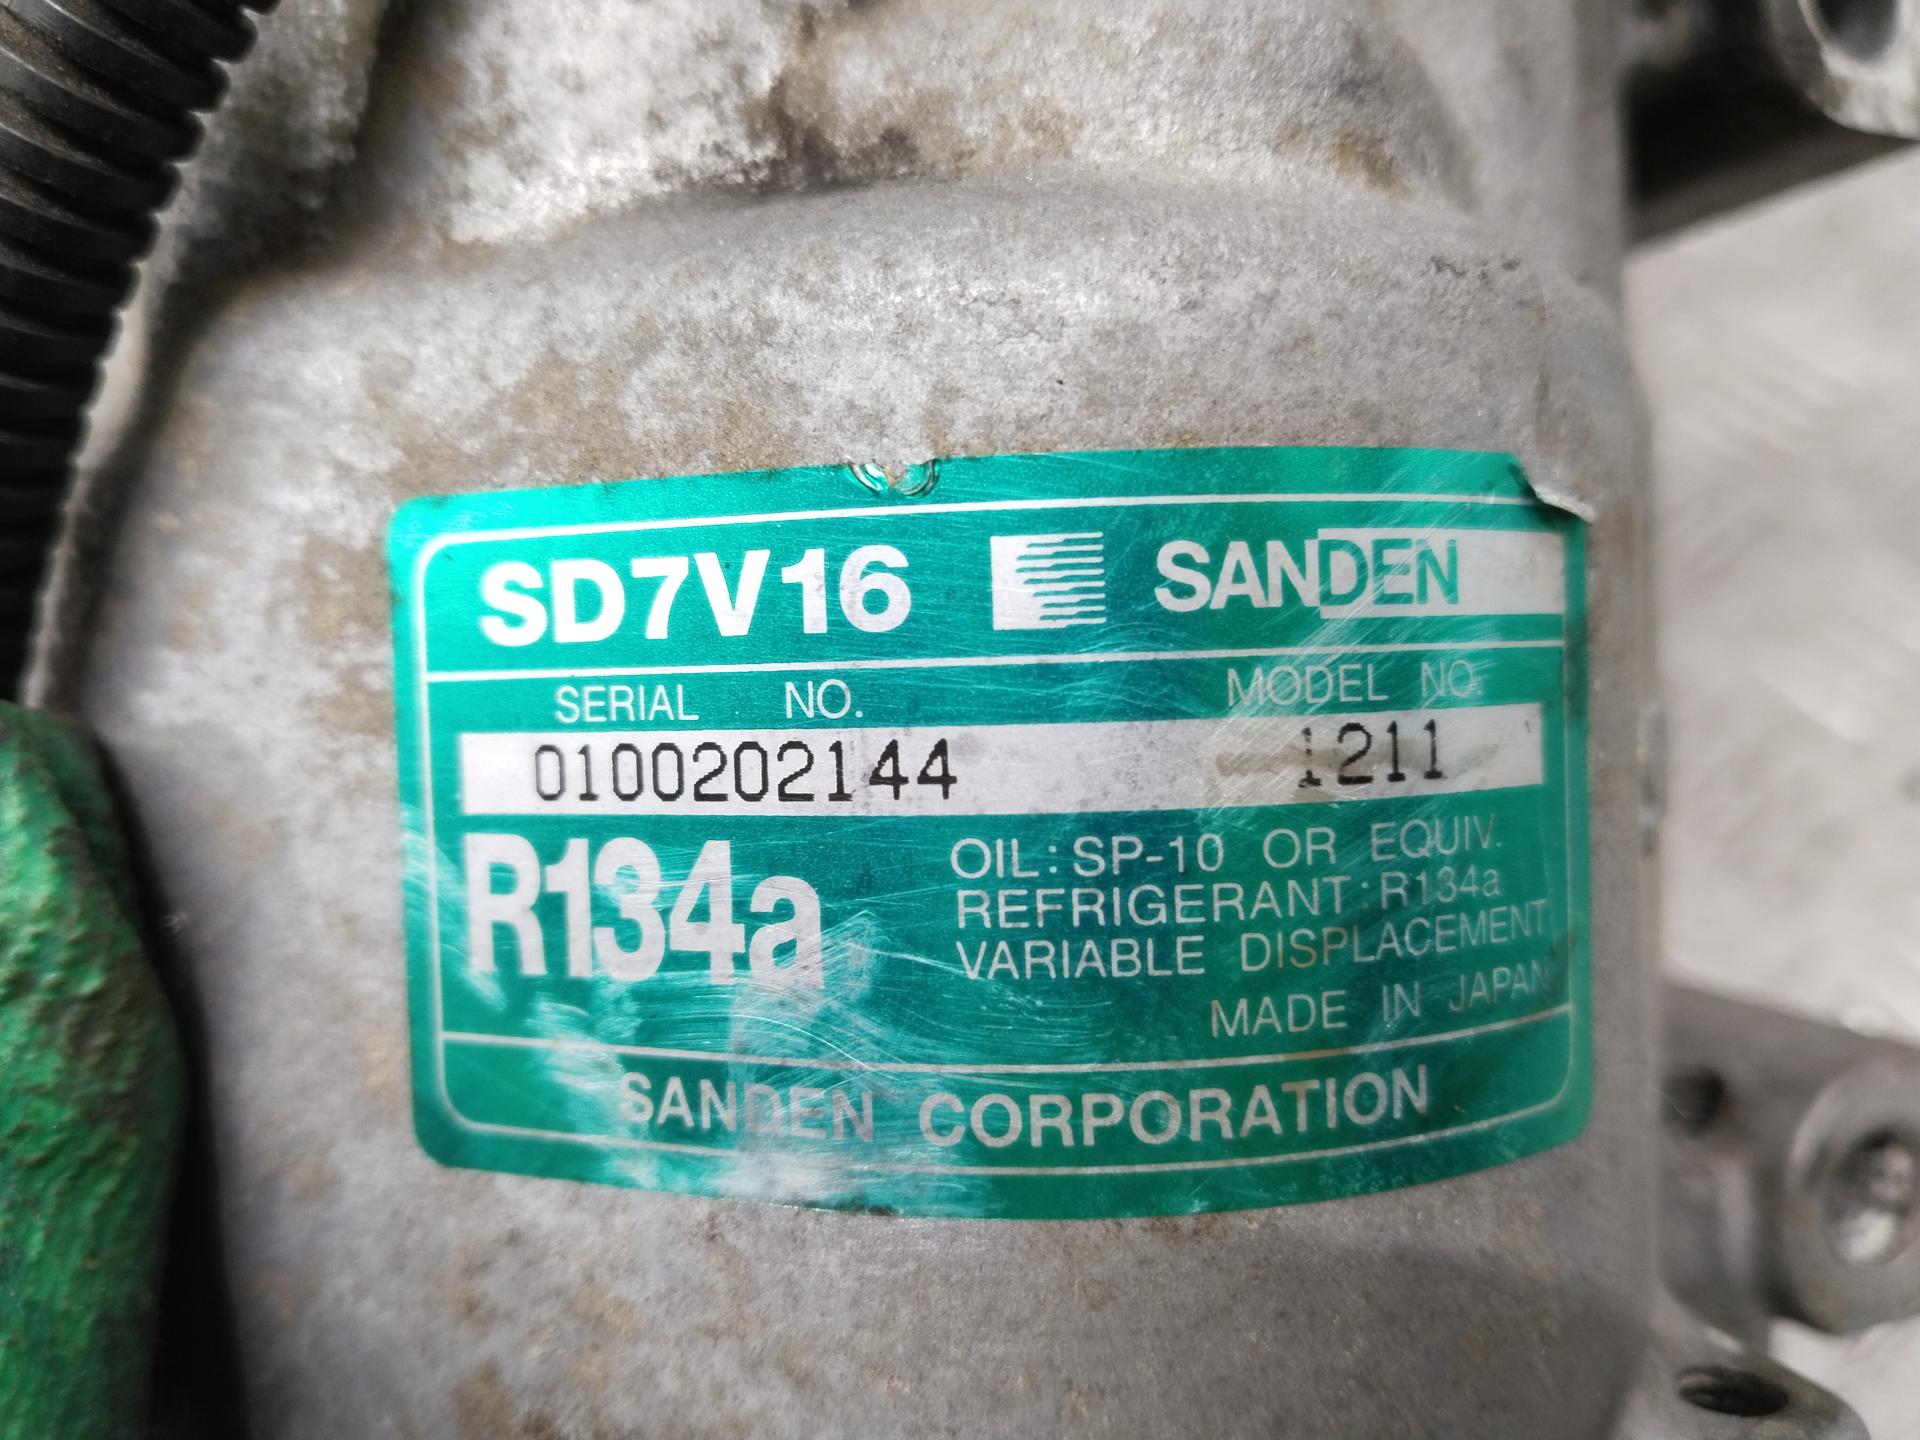 SD7V16 SANDEN
SERIAL NO. MODEL NO.
0100202144 1211
R134a
OIL: SP-10 OR EQUIV.
REFRIGERANT: R134a
VARIABLE DISPLACEMENT
MADE IN JAPAN
SANDEN CORPORATION